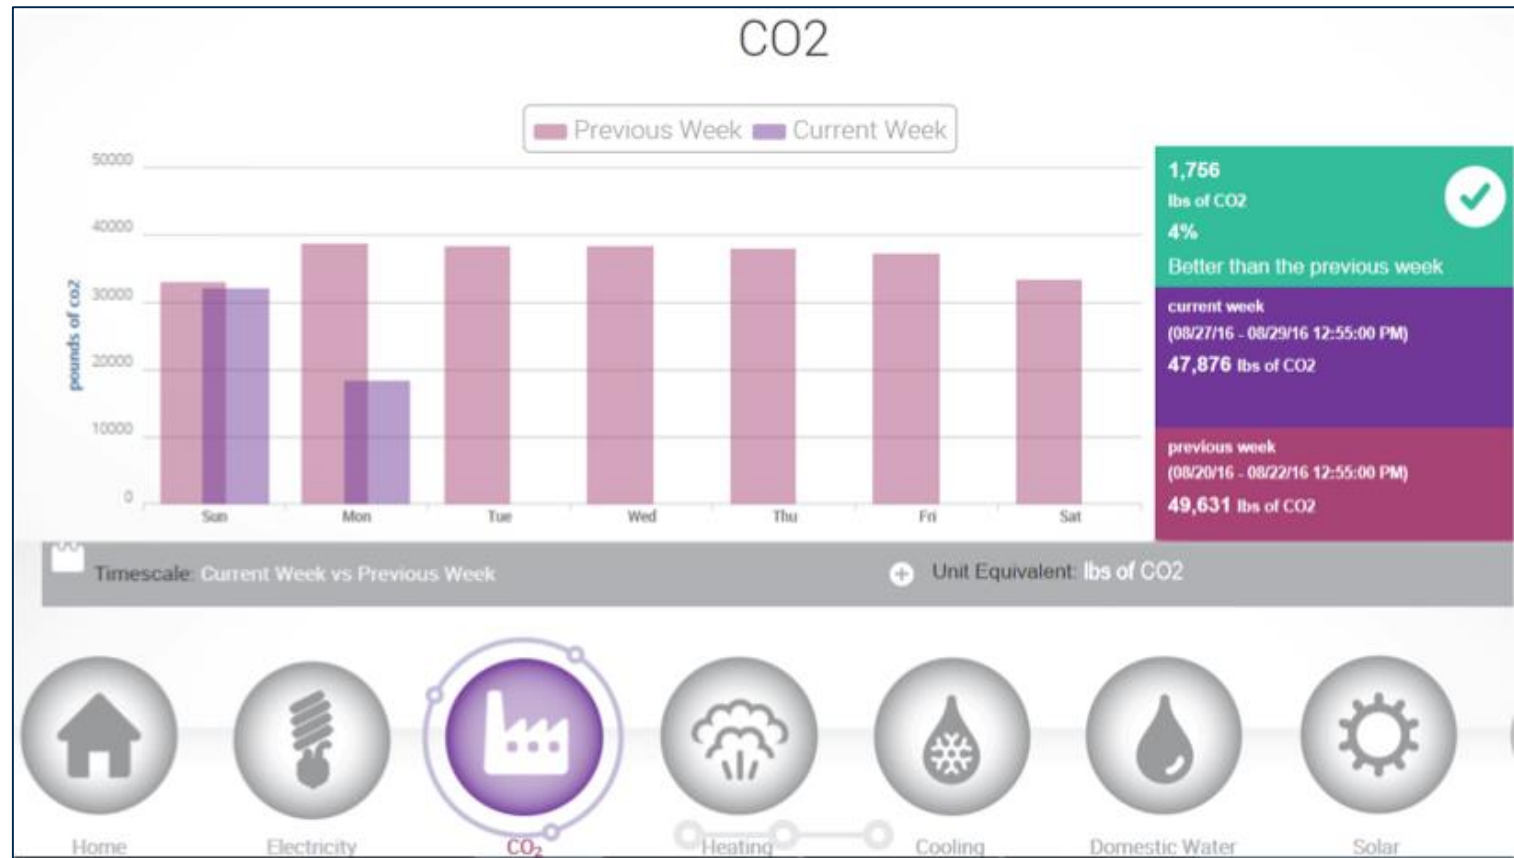 CO2
Previous Week Current Week
50000
40000
30000
20000
10000
0
pounds of co2
Sun Mon Tue Wed Thu Fri Sat
1,756
lbs of CO2
4%
Better than the previous week
current week
(08/27/16 - 08/29/16 12:55:00 PM)
47,876 lbs of CO2
previous week
(08/20/16 - 08/22/16 12:55:00 PM)
49,631 lbs of CO2
Timescale: Current Week vs Previous Week
Unit Equivalent: lbs of CO2
Home Electricity CO₂ Heating Cooling Domestic Water Solar